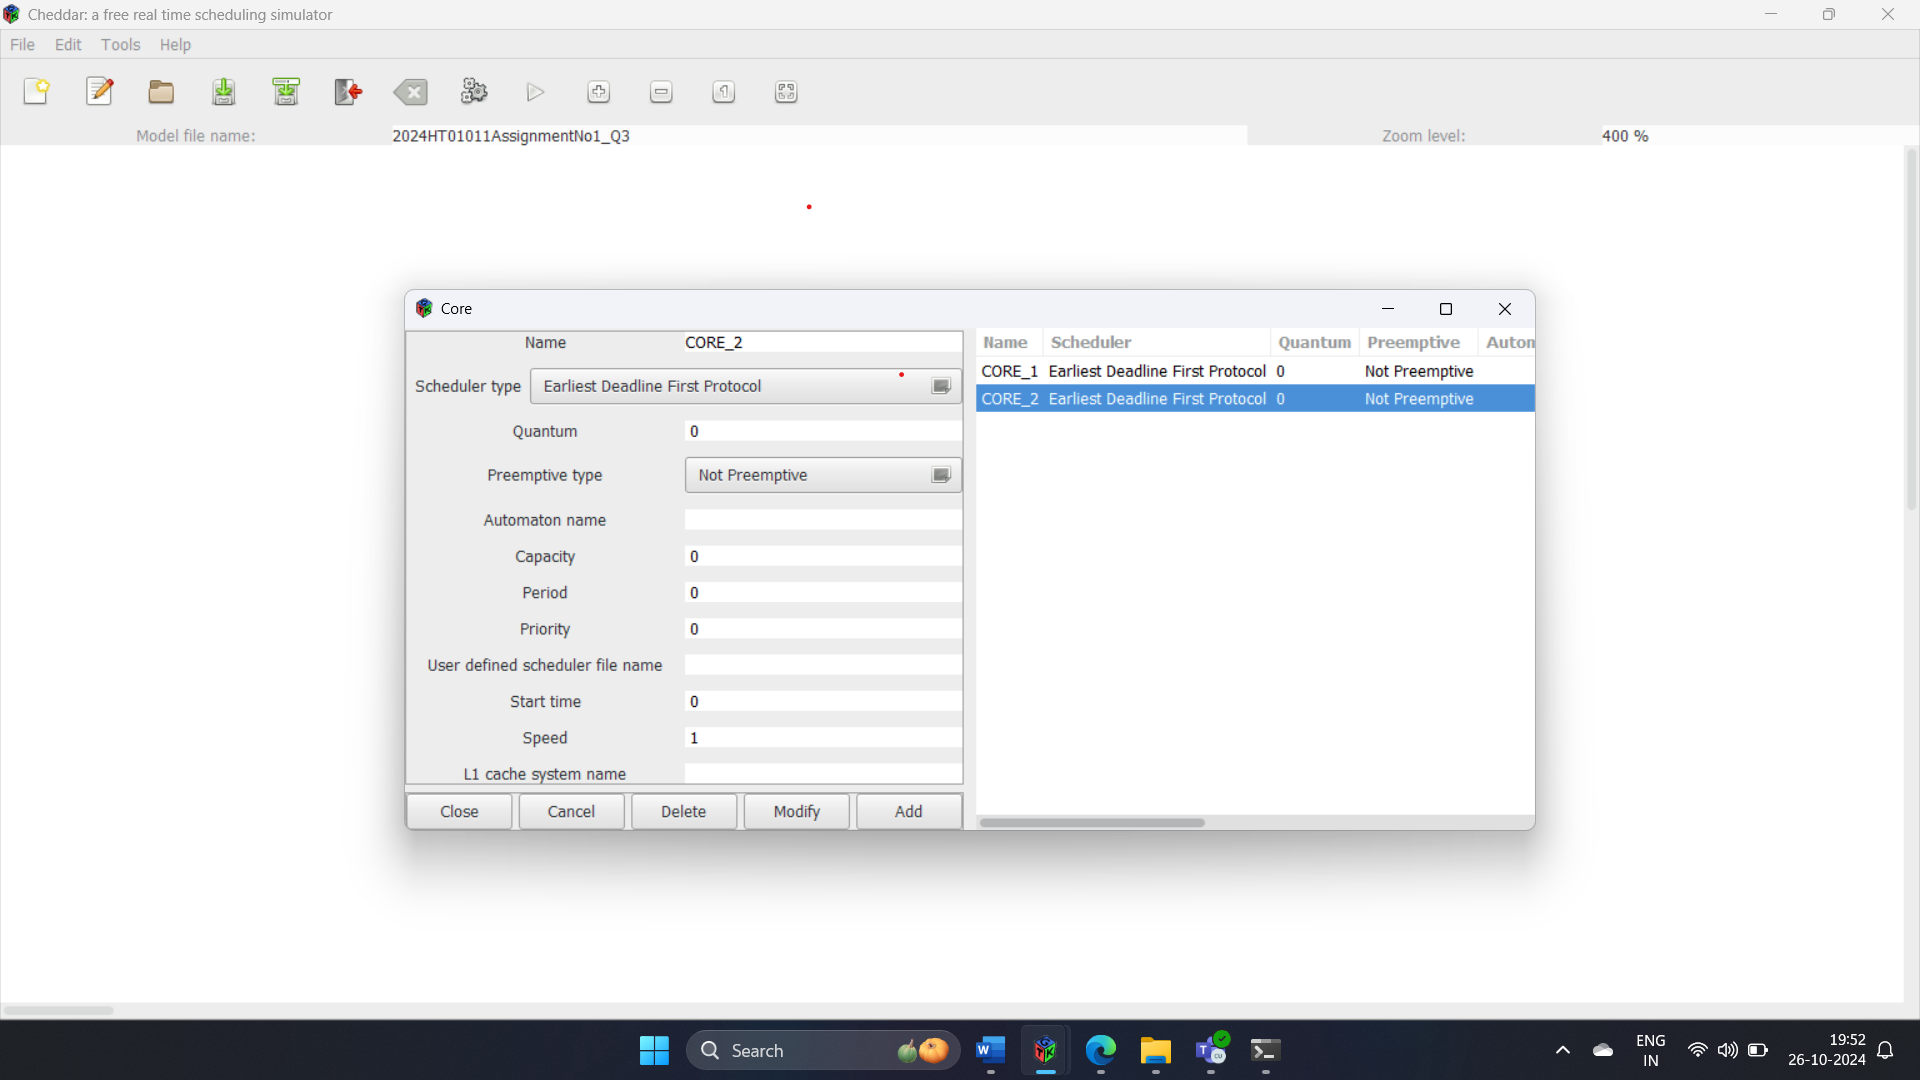 Cheddar: a free real time scheduling simulator
File Edit Tools Help
Model file name: 2024HT01011AssignmentNo1_Q3 Zoom level: 400 %
Core
Name CORE_2
Scheduler type Earliest Deadline First Protocol
Quantum 0
Preemptive type Not Preemptive
Automaton name
Capacity 0
Period 0
Priority 0
User defined scheduler file name
Start time 0
Speed 1
L1 cache system name
Close Cancel Delete Modify Add
Name Scheduler Quantum Preemptive Autom
CORE_1 Earliest Deadline First Protocol 0 Not Preemptive
CORE_2 Earliest Deadline First Protocol 0 Not Preemptive
Search
ENG
IN
19:52
26-10-2024